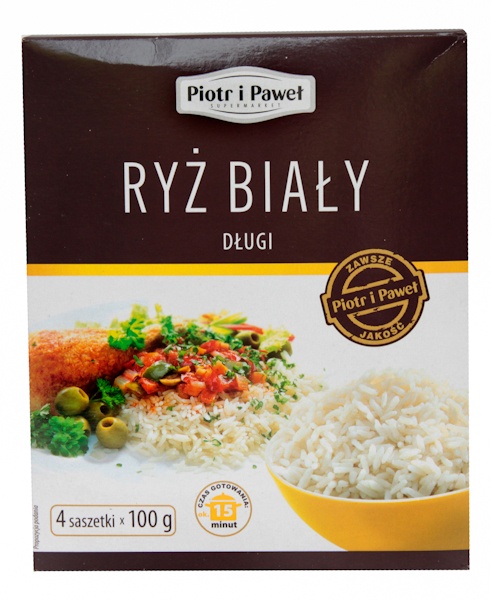 Piotr i Paweł
SUPERMARKET
RYŻ BIAŁY
DŁUGI
ZAWSZE
Piotr i Paweł
JAKOŚĆ
4 saszetki x 100 g
CZAS GOTOWANIA:
ok. 15
minut
Propozycja podania